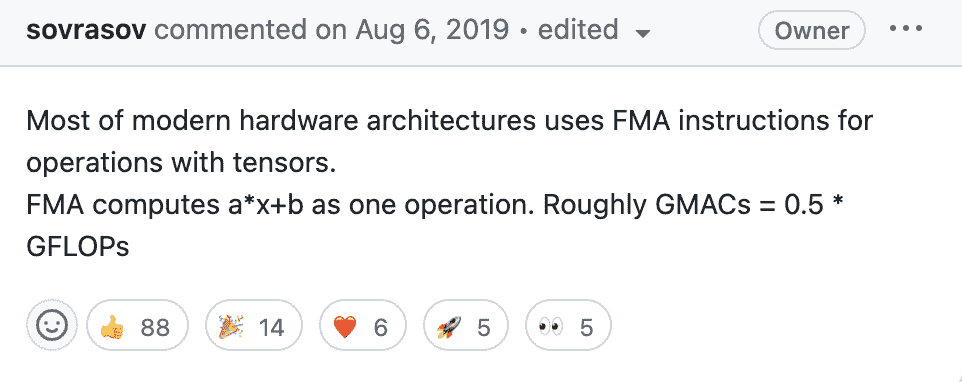 sovrasov commented on Aug 6, 2019 • edited
Owner
Most of modern hardware architectures uses FMA instructions for
operations with tensors.
FMA computes a*x+b as one operation. Roughly GMACs = 0.5 *
GFLOPs
88 14 6 5 5